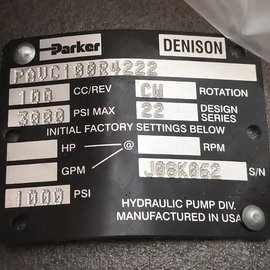 Parker DENISON
PAVC100R4222
100 CC/REV CW ROTATION
3000 PSI MAX 22 DESIGN SERIES
INITIAL FACTORY SETTINGS BELOW
HP @ RPM
GPM J08K062 S/N
1000 PSI
HYDRAULIC PUMP DIV.
MANUFACTURED IN USA